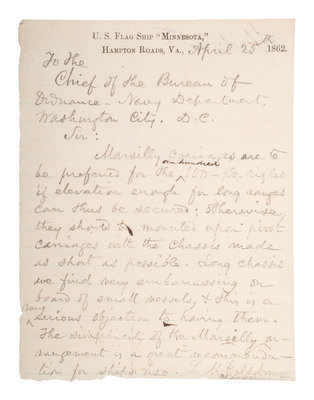 U. S. FLAG SHIP "MINNESOTA,"
HAMPTON ROADS, VA., April 25th 1862.
To the
Chief of the Bureau of
Ordnance - Navy Department,
Washington City. D-C.
Sir:
Marsilly carriages are to
be preferred for the one hundred 100-pdr rifles
if elevation enough for long ranges
can thus be secured; otherwise,
they should be mounted upon pivot
carriages with the chassis made
as short as possible. Long chassis
we find very embarrassing on
board of small vessels, & this is a
very serious objection to having them.
The simplicity of the Marsilly ar-
rangement is a great recommenda-
tion for ship's use. L. M. Goldsborough